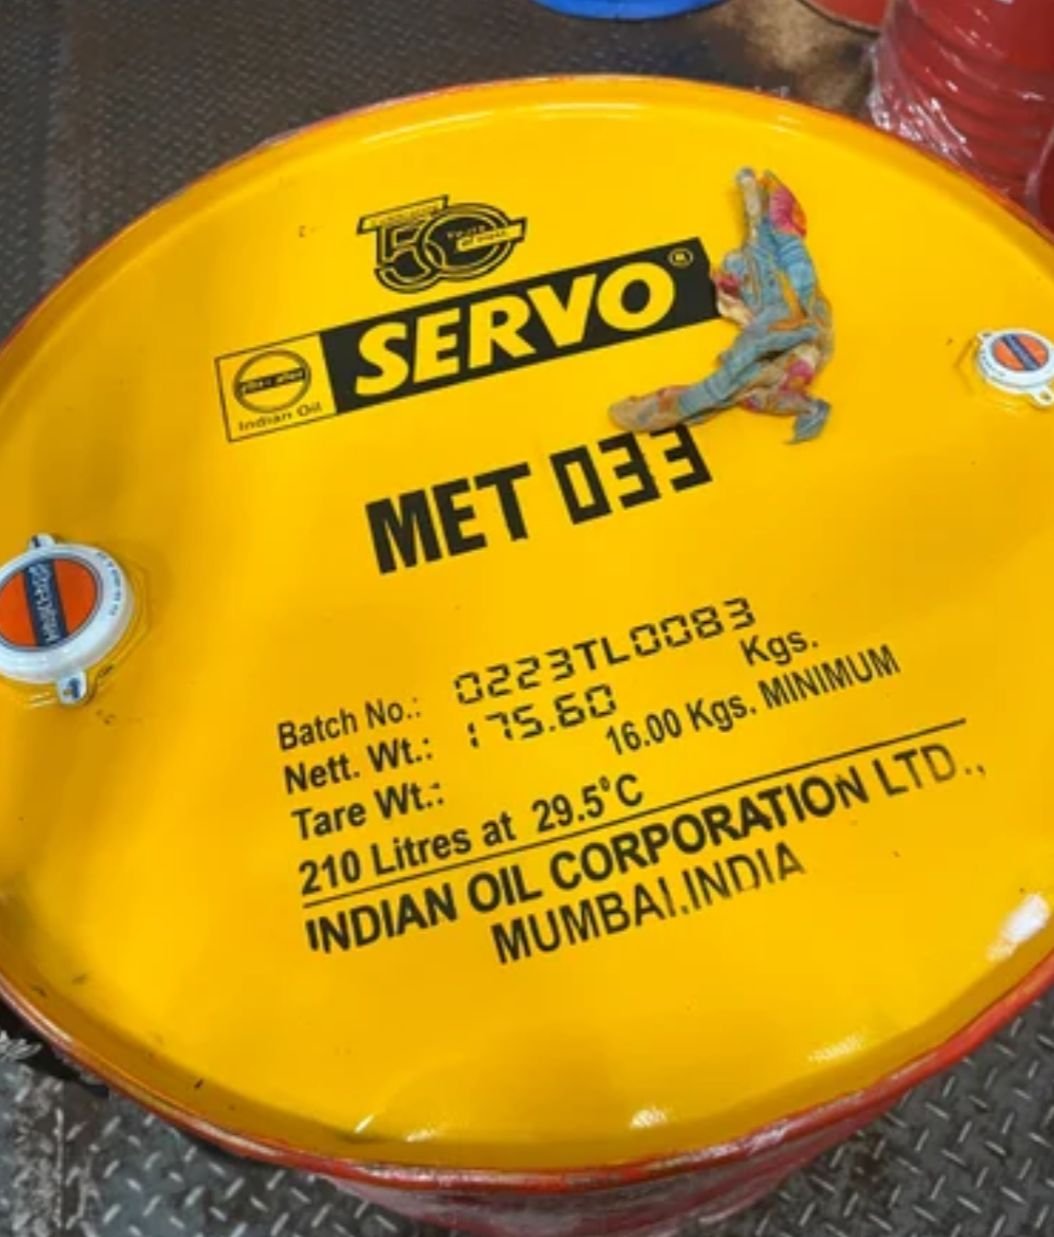 50
SERVO®
Indian Oil
MET 033
Batch No.: 0223TL0083
Nett. Wt.: 175.60 Kgs.
Tare Wt.: 16.00 Kgs. MINIMUM
210 Litres at 29.5°C
INDIAN OIL CORPORATION LTD.,
MUMBAI.INDIA